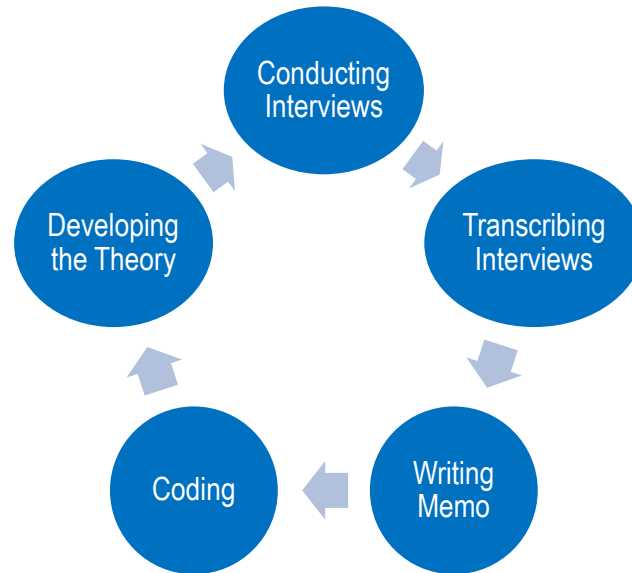 Conducting
Interviews
Transcribing
Interviews
Writing
Memo
Coding
Developing
the Theory